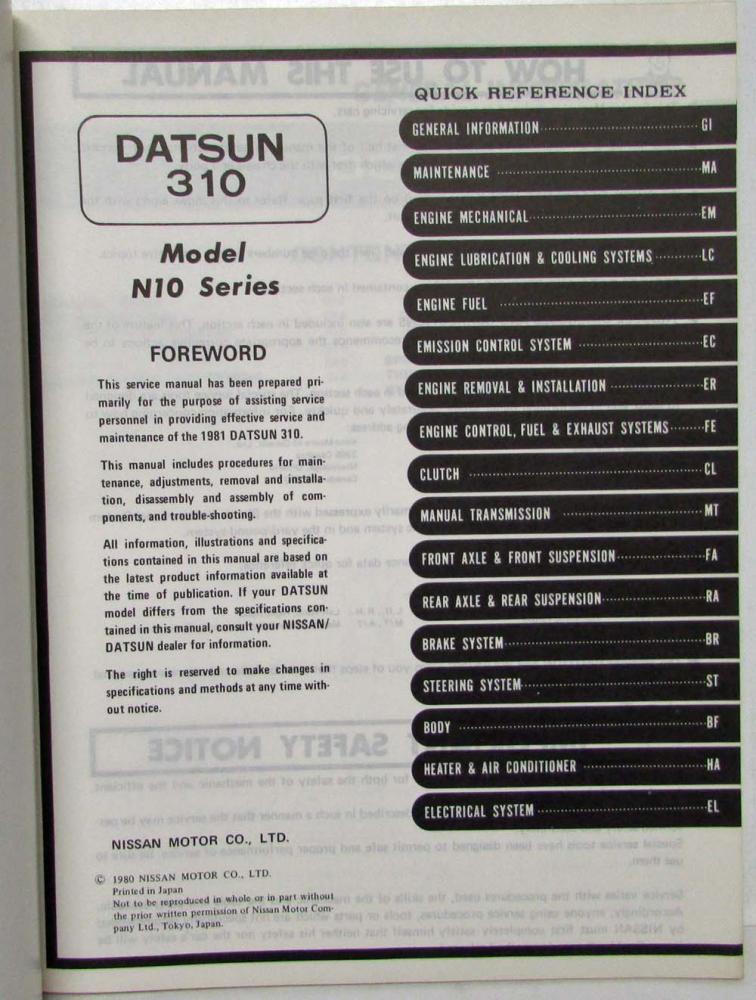 DATSUN
310
Model
N10 Series
FOREWORD
This service manual has been prepared pri-
marily for the purpose of assisting service
personnel in providing effective service and
maintenance of the 1981 DATSUN 310.
This manual includes procedures for main-
tenance, adjustments, removal and installa-
tion, disassembly and assembly of com-
ponents, and trouble-shooting.
All information, illustrations and specifica-
tions contained in this manual are based on
the latest product information available at
the time of publication. If your DATSUN
model differs from the specifications con-
tained in this manual, consult your NISSAN/
DATSUN dealer for information.
The right is reserved to make changes in
specifications and methods at any time with-
out notice.
NISSAN MOTOR CO., LTD.
© 1980 NISSAN MOTOR CO., LTD.
Printed in Japan
Not to be reproduced in whole or in part without
the prior written permission of Nissan Motor Com-
pany Ltd., Tokyo, Japan.
QUICK REFERENCE INDEX
GENERAL INFORMATION GI
MAINTENANCE MA
ENGINE MECHANICAL EM
ENGINE LUBRICATION & COOLING SYSTEMS LC
ENGINE FUEL EF
EMISSION CONTROL SYSTEM EC
ENGINE REMOVAL & INSTALLATION ER
ENGINE CONTROL, FUEL & EXHAUST SYSTEMS FE
CLUTCH CL
MANUAL TRANSMISSION MT
FRONT AXLE & FRONT SUSPENSION FA
REAR AXLE & REAR SUSPENSION RA
BRAKE SYSTEM BR
STEERING SYSTEM ST
BODY BF
HEATER & AIR CONDITIONER HA
ELECTRICAL SYSTEM EL